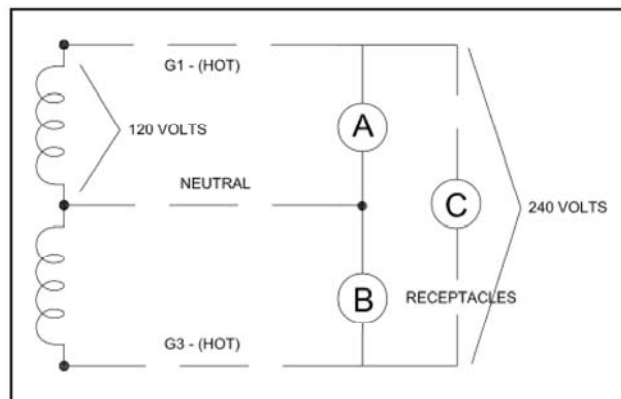 G1 - (HOT)
A
120 VOLTS
NEUTRAL
C
240 VOLTS
B
RECEPTACLES
G3 - (HOT)